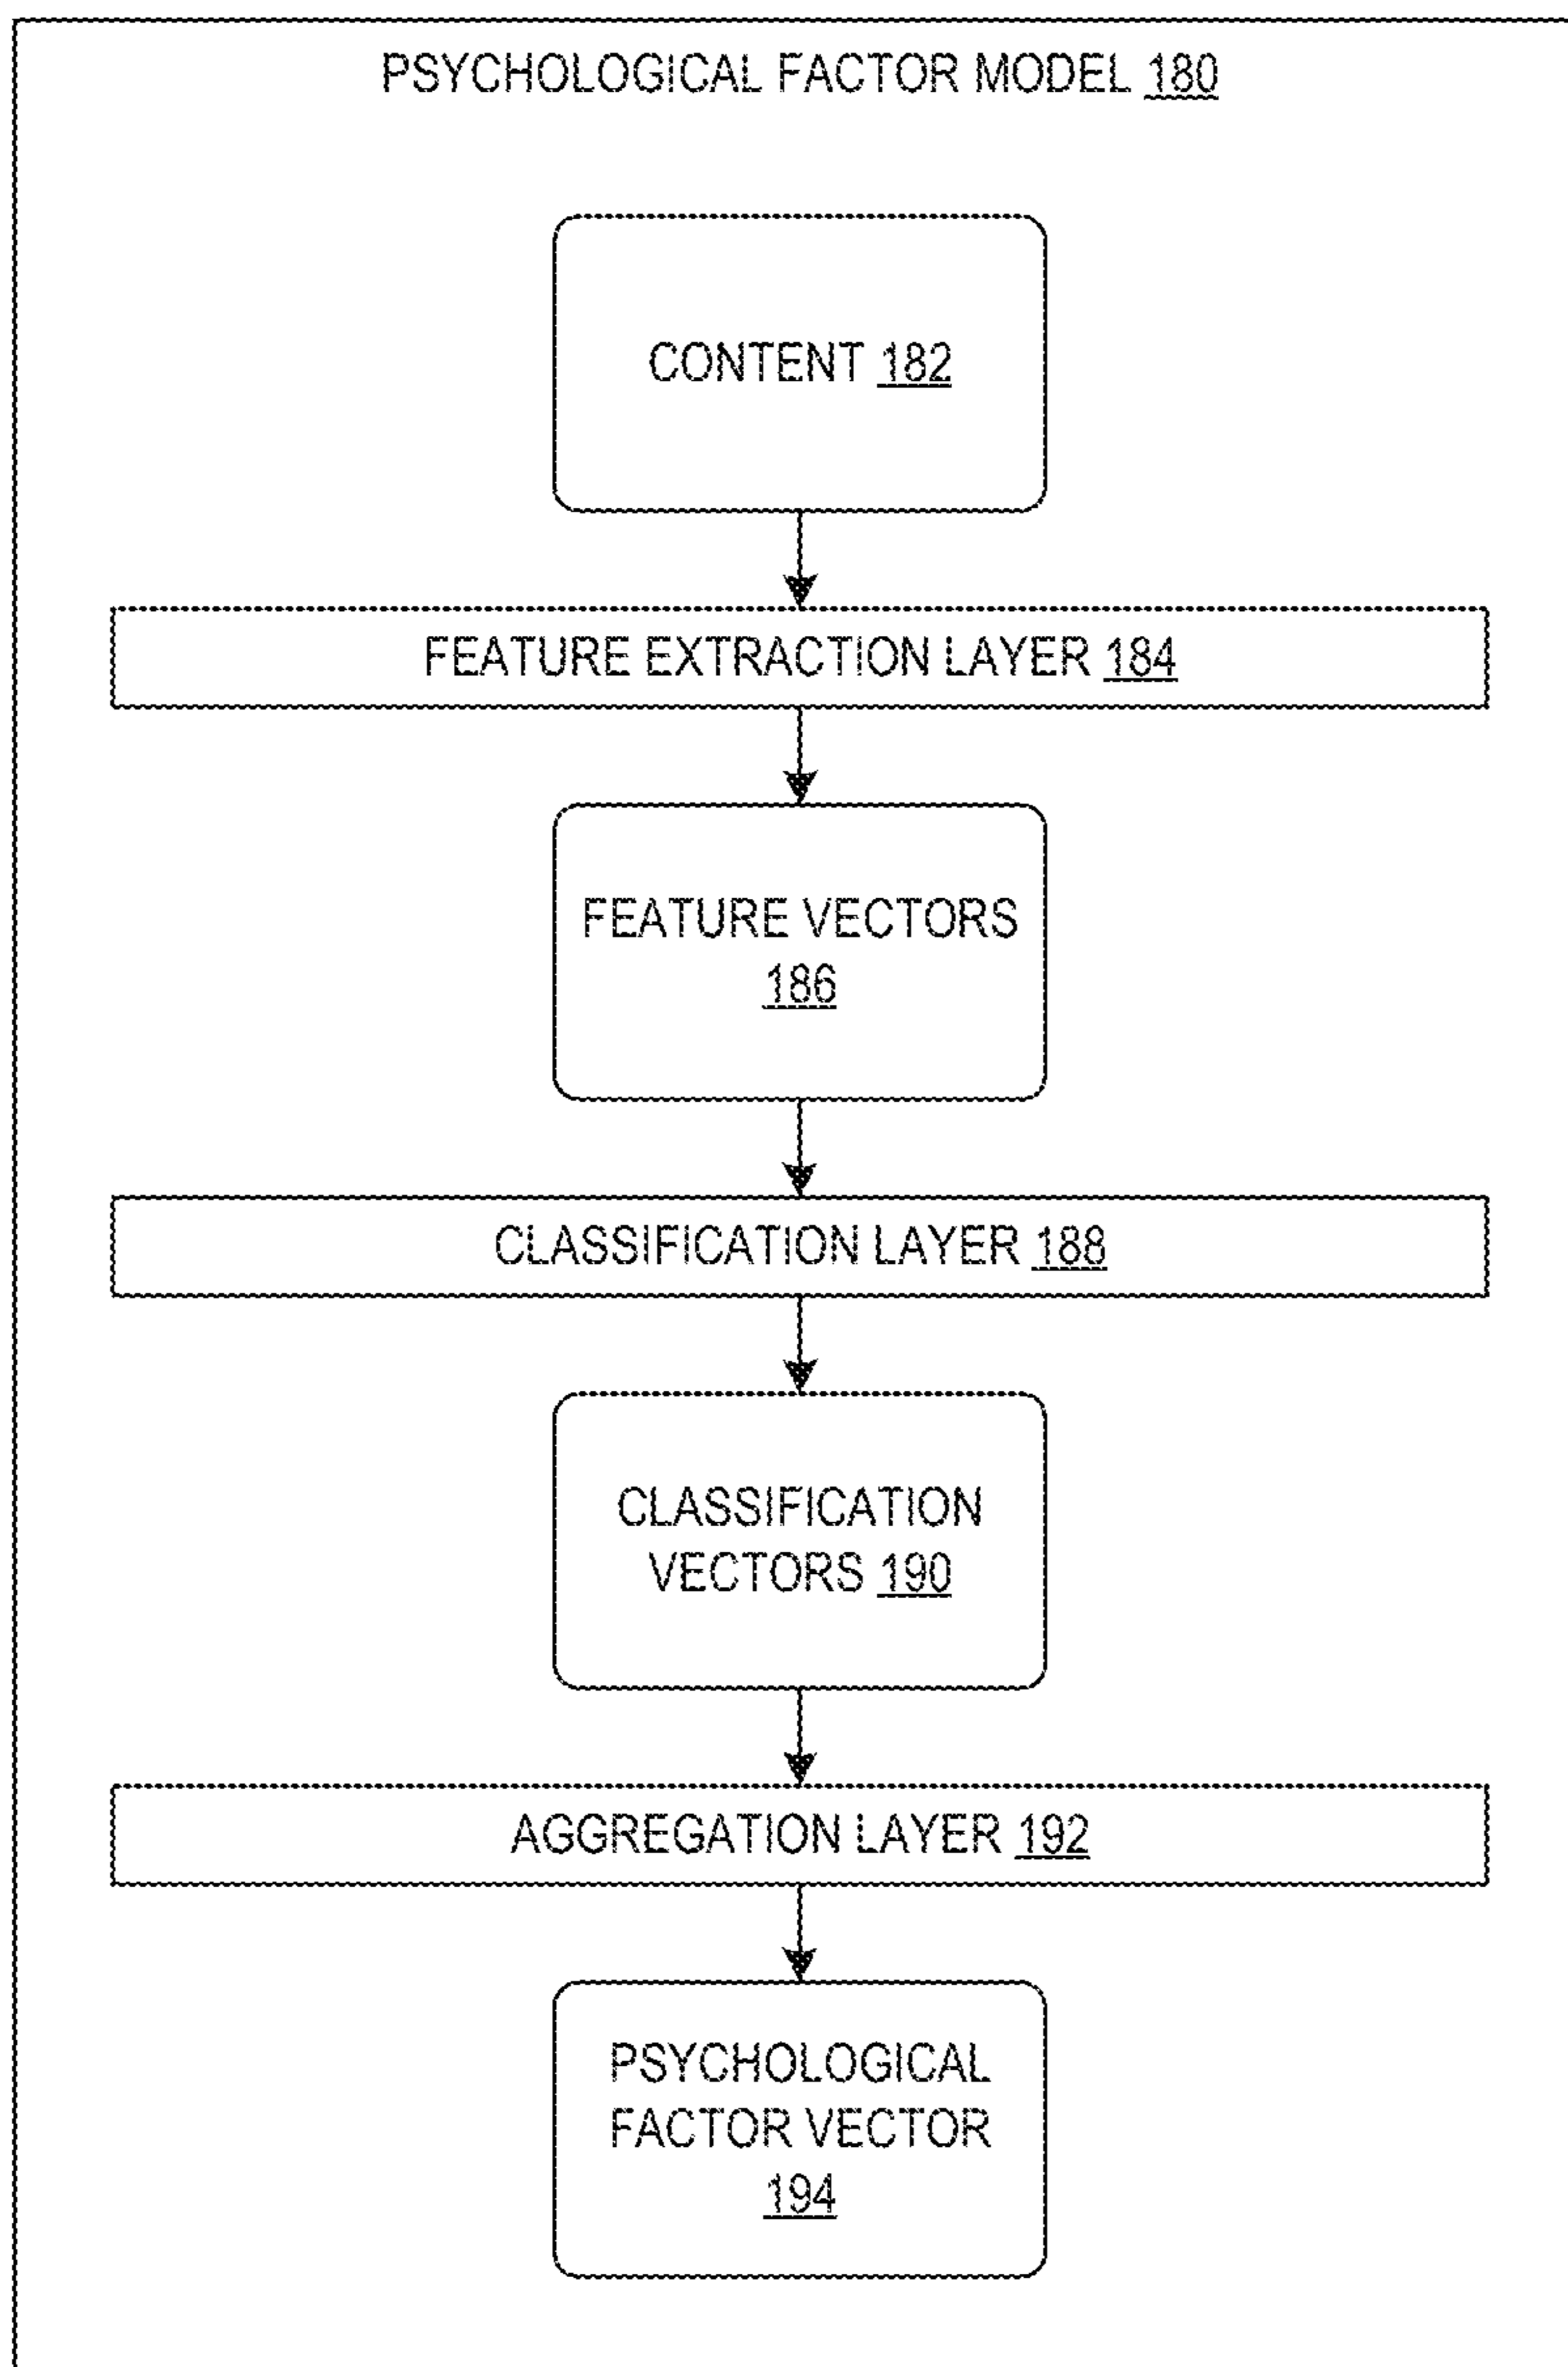 PSYCHOLOGICAL FACTOR MODEL 180
CONTENT 182
FEATURE EXTRACTION LAYER 184
FEATURE VECTORS
186
CLASSIFICATION LAYER 188
CLASSIFICATION
VECTORS 190
AGGREGATION LAYER 192
PSYCHOLOGICAL
FACTOR VECTOR
194